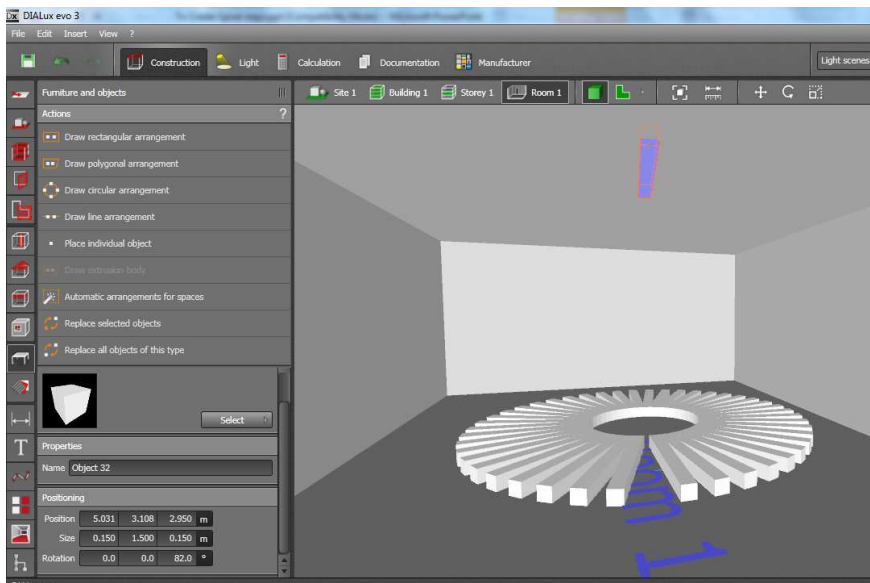 DIALux evo 3
File Edit Insert View ?
Construction Light Calculation Documentation Manufacturer Light scenes
Furniture and objects
Site 1 Building 1 Storey 1 Room 1
Actions ?
Draw rectangular arrangement
Draw polygonal arrangement
Draw circular arrangement
Draw line arrangement
Place individual object
Draw extrusion body
Automatic arrangements for spaces
Replace selected objects
Replace all objects of this type
Select
Properties
Name Object 32
Positioning
Position 5.031 3.108 2.950 m
Size 0.150 1.500 0.150 m
Rotation 0.0 0.0 82.0 °